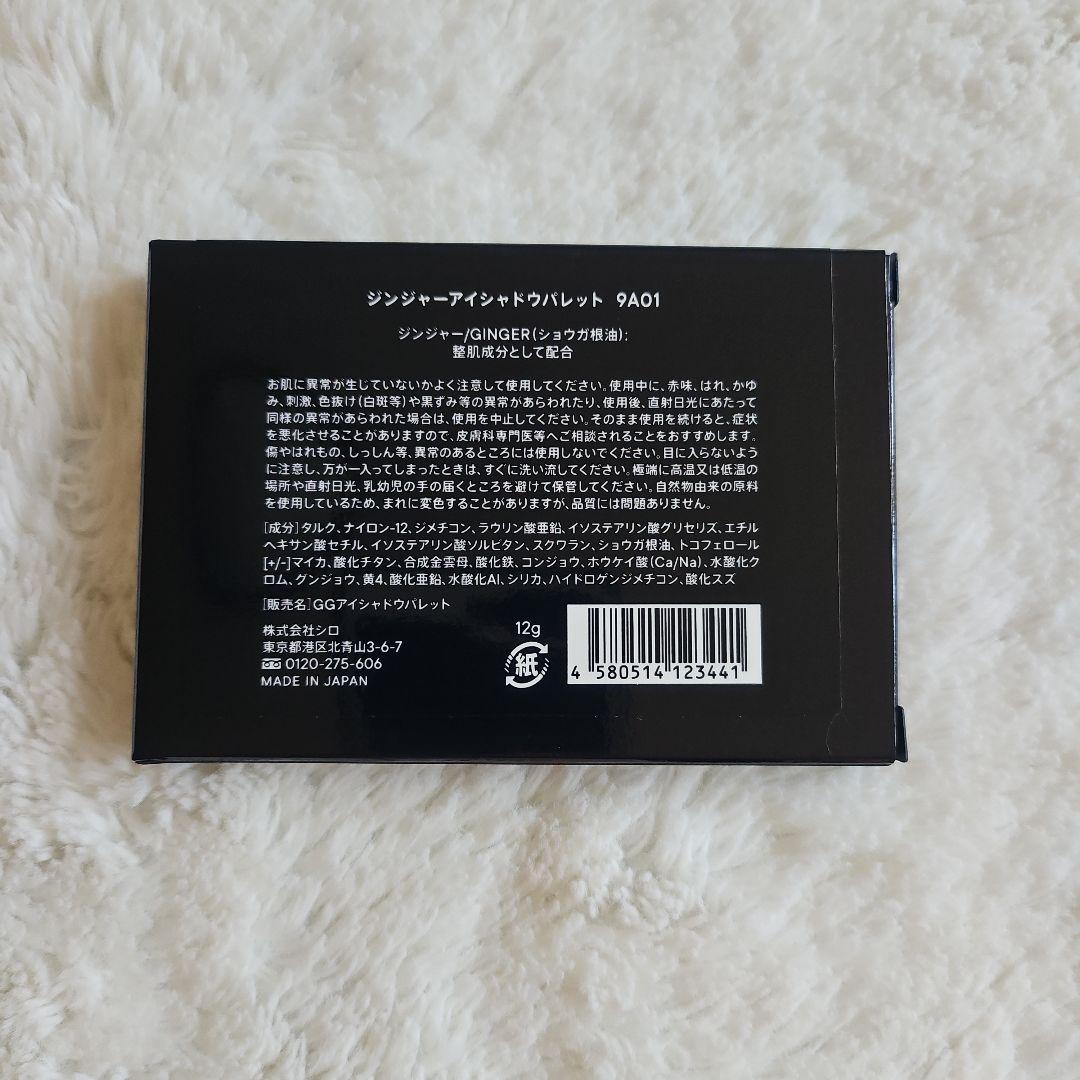 ジンジャーアイシャドウパレット 9A01
ジンジャー/GINGER(ショウガ根油):
整肌成分として配合
お肌に異常が生じていないかよく注意して使用してください。使用中に、赤味、はれ、かゆ
み、刺激、色抜け(白斑等)や黒ずみ等の異常があらわれたり、使用後、直射日光にあたって
同様の異常があらわれた場合は、使用を中止してください。そのまま使用を続けると、症状
を悪化させることがありますので、皮膚科専門医等へご相談されることをおすすめします。
傷やはれもの、しっしん等、異常のあるところには使用しないでください。目に入らないよう
に注意し、万が一入ってしまったときは、すぐに洗い流してください。極端に高温又は低温の
場所や直射日光、乳幼児の手の届くところを避けて保管してください。自然物由来の原料
を使用しているため、まれに変色することがありますが、品質には問題ありません。
[成分]タルク、ナイロン-12、ジメチコン、ラウリン酸亜鉛、イソステアリン酸グリセリズ、エチル
ヘキサン酸セチル、イソステアリン酸ソルビタン、スクワラン、ショウガ根油、トコフェロール
[+/-]マイカ、酸化チタン、合成金雲母、酸化鉄、コンジョウ、ホウケイ酸(Ca/Na)、水酸化ク
ロム、グンジョウ、黄4、酸化亜鉛、水酸化Al、シリカ、ハイドロゲンジメチコン、酸化スズ
[販売名]GGアイシャドウパレット
株式会社シロ
東京都港区北青山3-6-7
0120-275-606
MADE IN JAPAN
12g
紙
4 580514 123441